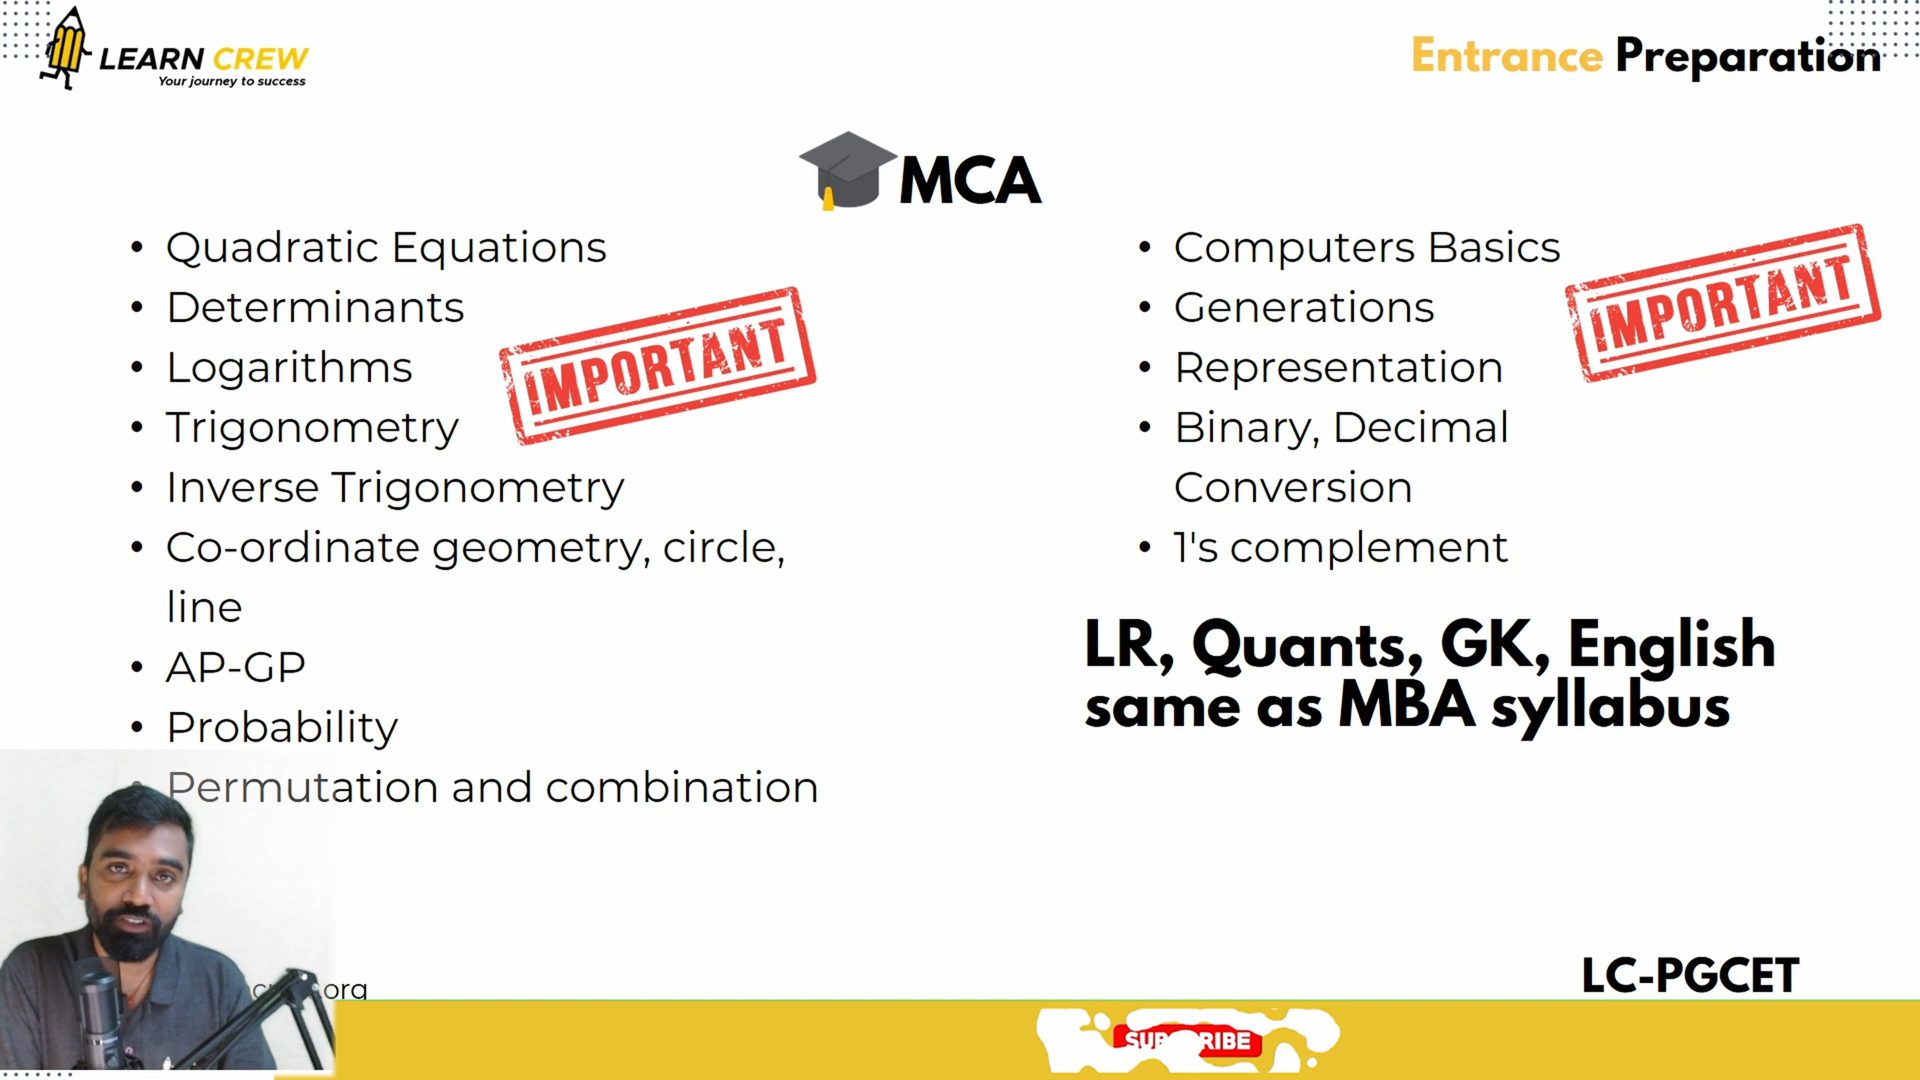 LEARN CREW
Your journey to success
Entrance Preparation
MCA
• Quadratic Equations
• Determinants
• Logarithms
• Trigonometry
• Inverse Trigonometry
• Co-ordinate geometry, circle,
line
• AP-GP
• Probability
• Permutation and combination
IMPORTANT
• Computers Basics
• Generations
• Representation
• Binary, Decimal
Conversion
• 1's complement
IMPORTANT
LR, Quants, GK, English
same as MBA syllabus
LC-PGCET
org